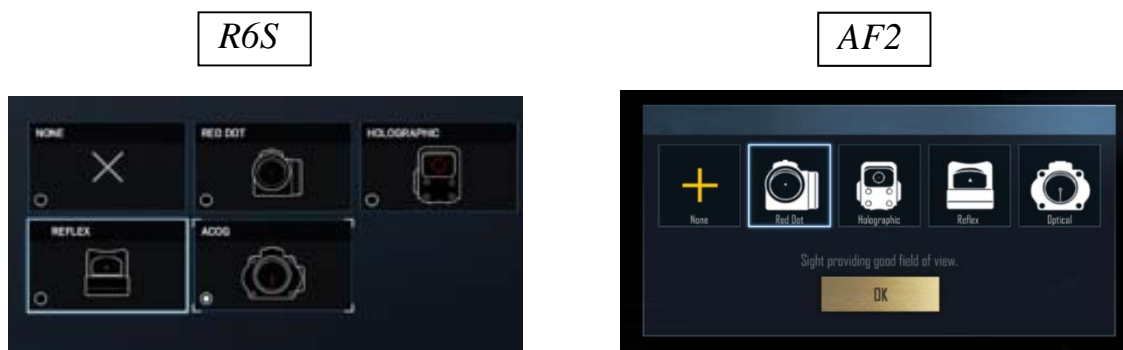 R6S
AF2
NONE
RED DOT
HOLOGRAPHIC
REFLEX
ACOG
None
Red Dot
Holographic
Reflex
Optical
Sight providing good field of view.
OK